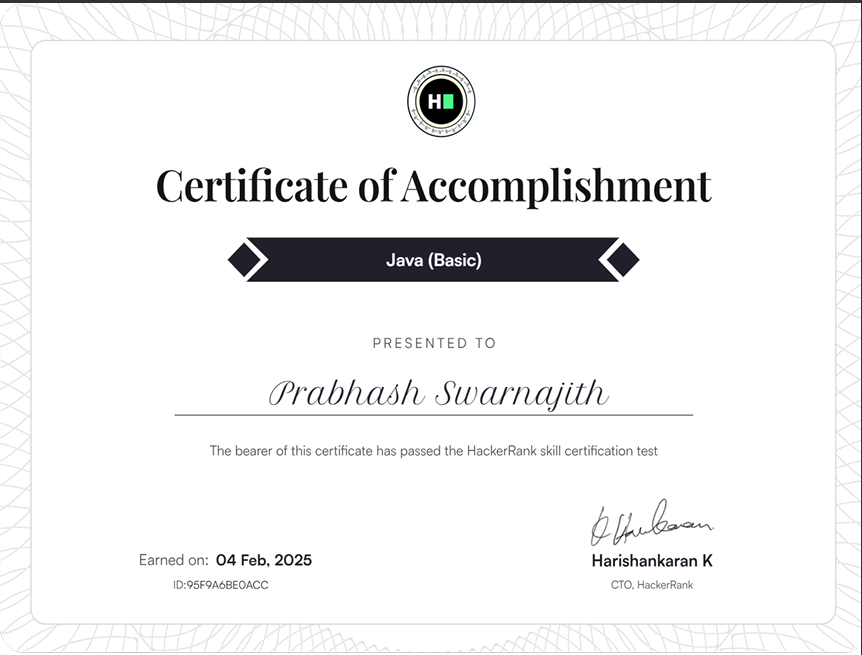 H
Certificate of Accomplishment
Java (Basic)
PRESENTED TO
Prabhash Swarnajith
The bearer of this certificate has passed the HackerRank skill certification test
Earned on: 04 Feb, 2025
ID:95F9A6BE0ACC
Harishankaran K
CTO, HackerRank